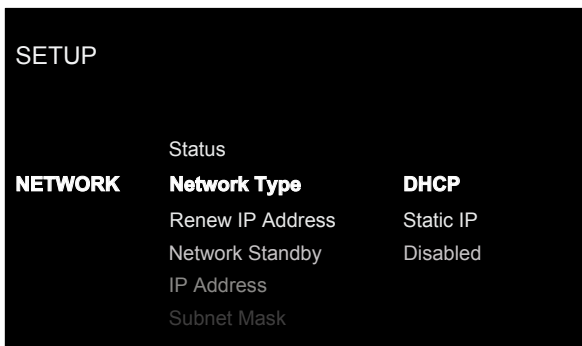 SETUP
Status
NETWORK Network Type DHCP
Renew IP Address Static IP
Network Standby Disabled
IP Address
Subnet Mask